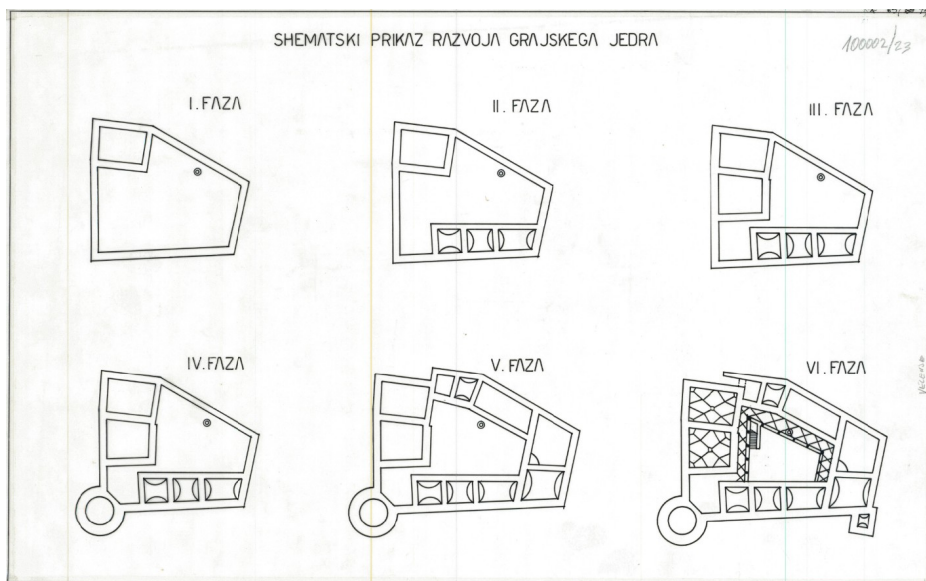 SHEMATSKI PRIKAZ RAZVOJA GRAJSKEGA JEDRA
100002/23
I. FAZA
II. FAZA
III. FAZA
IV. FAZA
V. FAZA
VI. FAZA